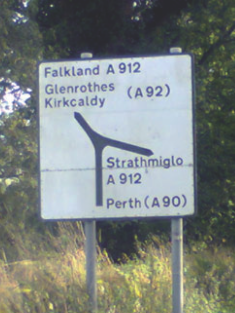 Falkland A 912
Glenrothes
Kirkcaldy (A92)
Strathmiglo
A 912
Perth (A90)